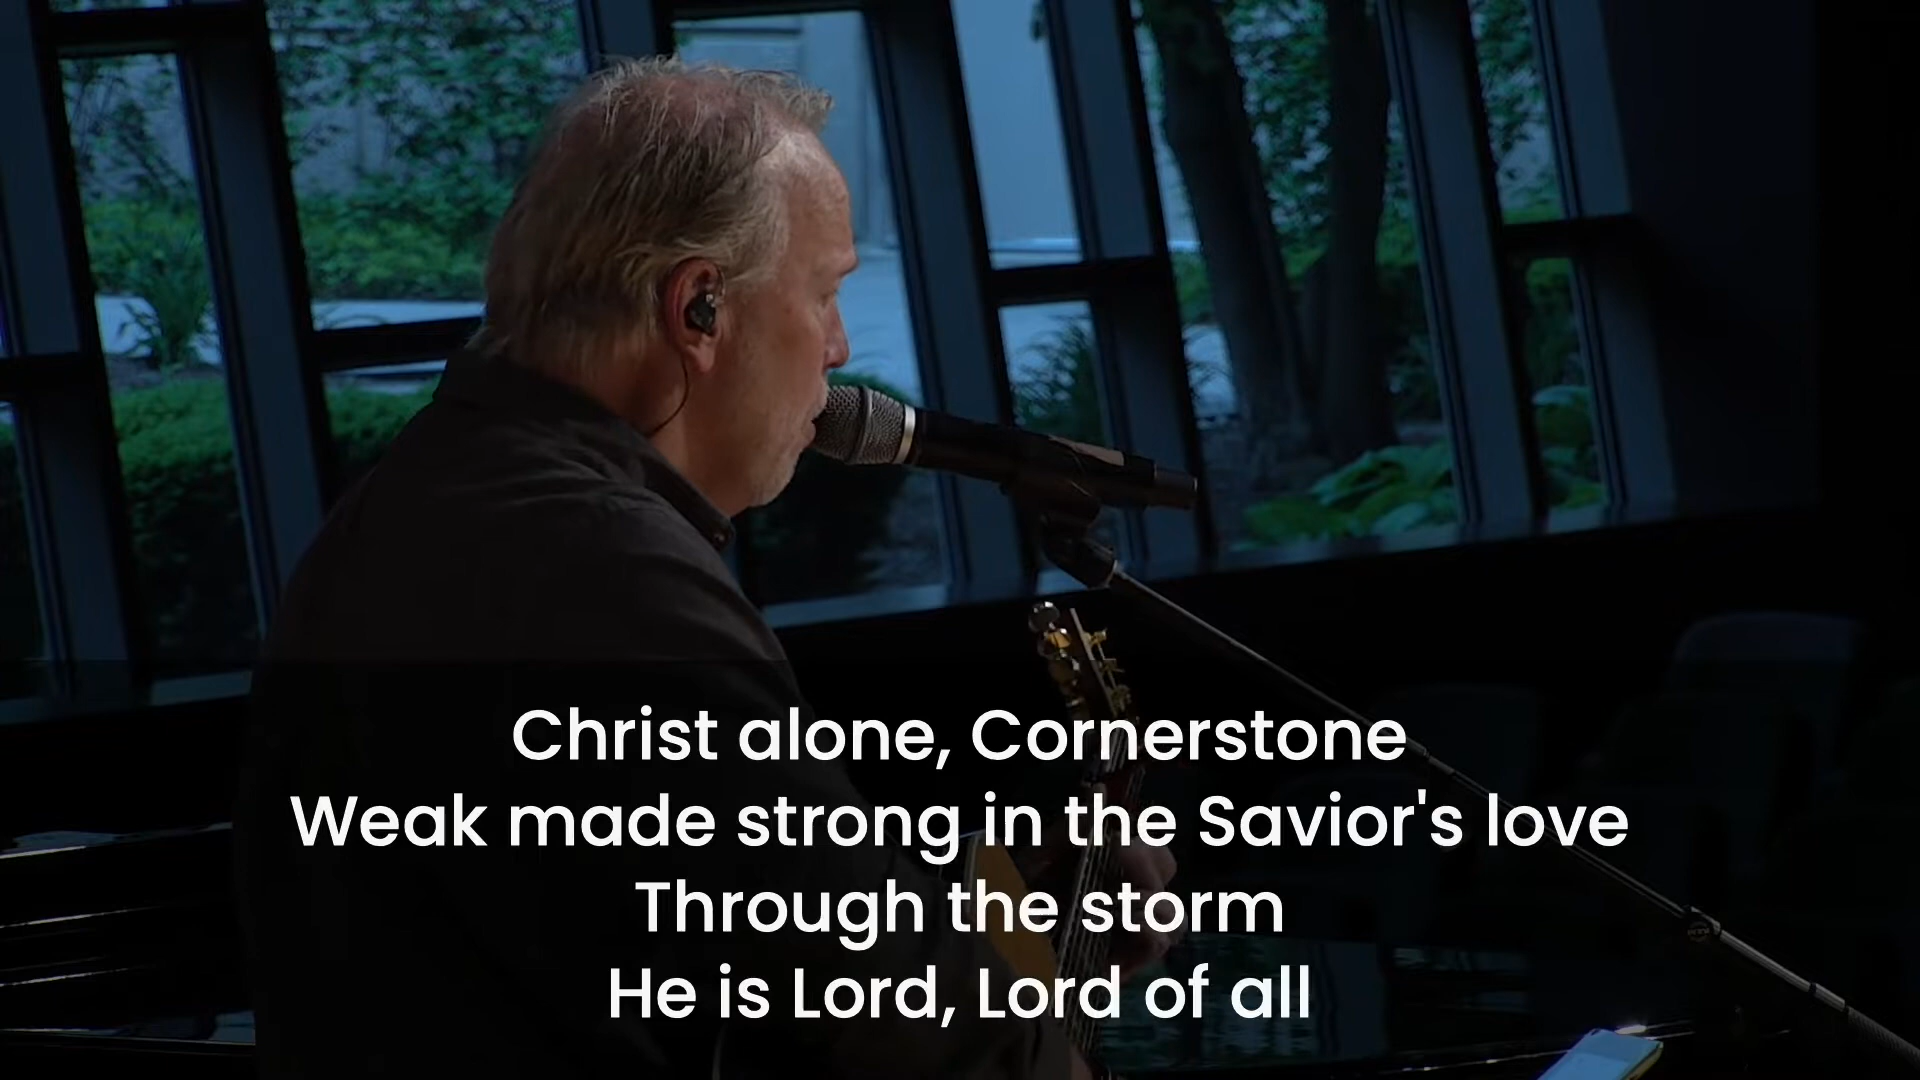 Christ alone, Cornerstone
Weak made strong in the Savior's love
Through the storm
He is Lord, Lord of all